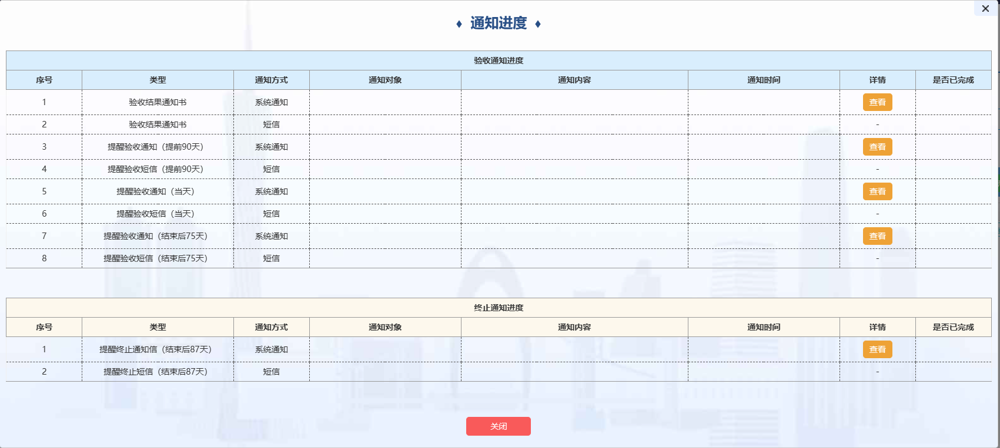 通知进度
验收通知进度
序号 类型 通知方式 通知对象 通知内容 通知时间 详情 是否已完成
1 验收结果通知书 系统通知 查看
2 验收结果通知书 短信 -
3 提醒验收通知（提前90天） 系统通知 查看
4 提醒验收短信（提前90天） 短信 -
5 提醒验收通知（当天） 系统通知 查看
6 提醒验收短信（当天） 短信 -
7 提醒验收通知（结束后75天） 系统通知 查看
8 提醒验收短信（结束后75天） 短信 -
终止通知进度
序号 类型 通知方式 通知对象 通知内容 通知时间 详情 是否已完成
1 提醒终止通知信（结束后87天） 系统通知 查看
2 提醒终止短信（结束后87天） 短信 -
关闭